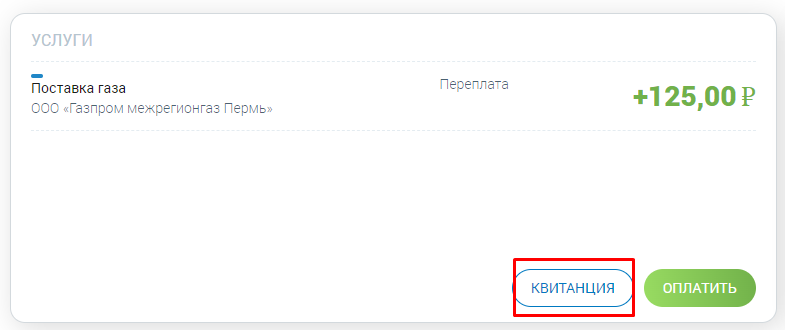 УСЛУГИ
Поставка газа
ООО «Газпром межрегионгаз Пермь»
Переплата
+125,00 ₽
КВИТАНЦИЯ
ОПЛАТИТЬ